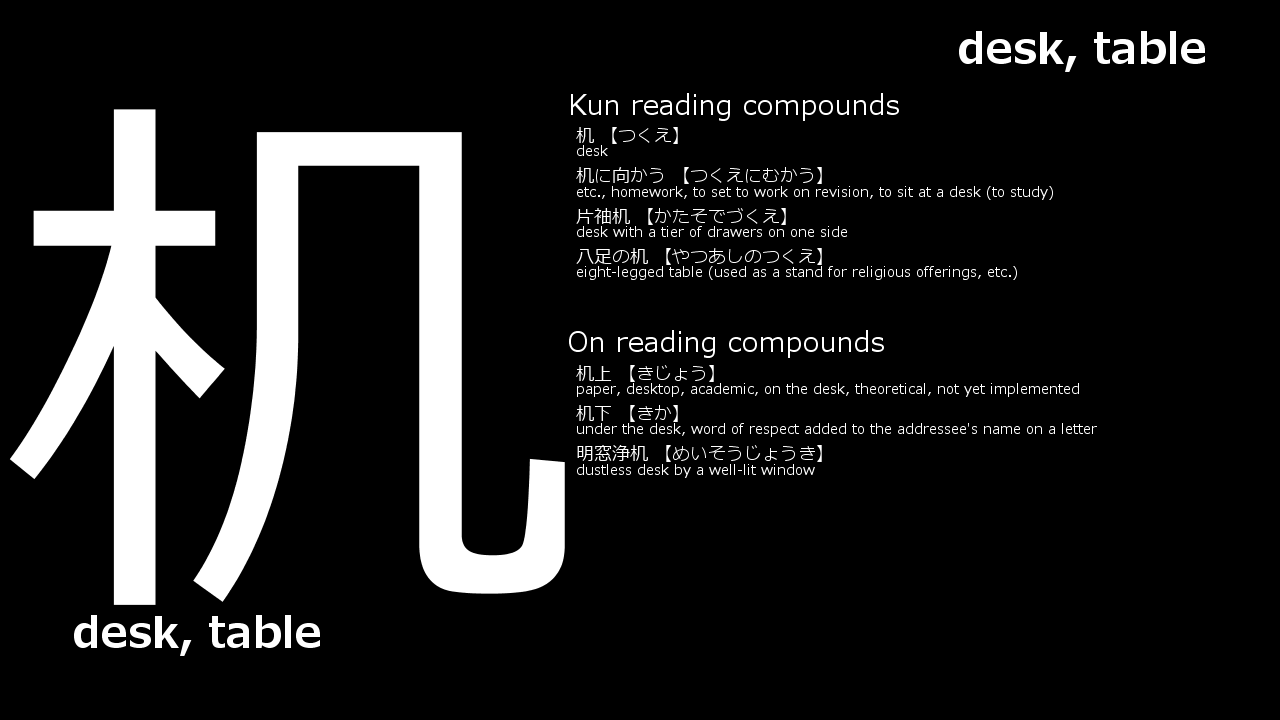 desk, table
机
Kun reading compounds
机 【つくえ】
desk
机に向かう 【つくえにむかう】
etc., homework, to set to work on revision, to sit at a desk (to study)
片袖机 【かたそでづくえ】
desk with a tier of drawers on one side
八足の机 【やつあしのつくえ】
eight-legged table (used as a stand for religious offerings, etc.)
On reading compounds
机上 【きじょう】
paper, desktop, academic, on the desk, theoretical, not yet implemented
机下 【きか】
under the desk, word of respect added to the addressee's name on a letter
明窓浄机 【めいそうじょうき】
dustless desk by a well-lit window
desk, table